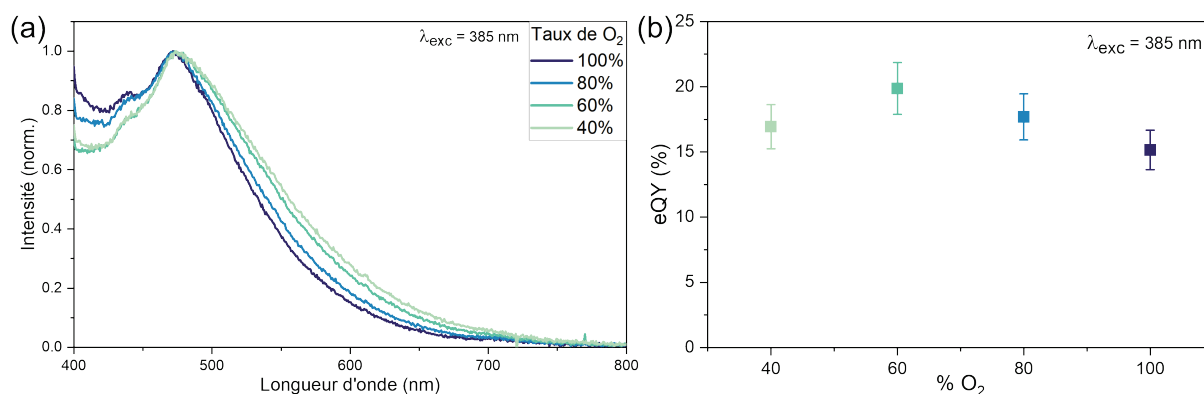 (a)
λexc = 385 nm
Taux de O2
100%
80%
60%
40%
Intensité (norm.)
1.0
0.8
0.6
0.4
0.2
0.0
400 500 600 700 800
Longueur d'onde (nm)
(b)
λexc = 385 nm
eQY (%)
25
20
15
10
5
0
40 60 80 100
% O2